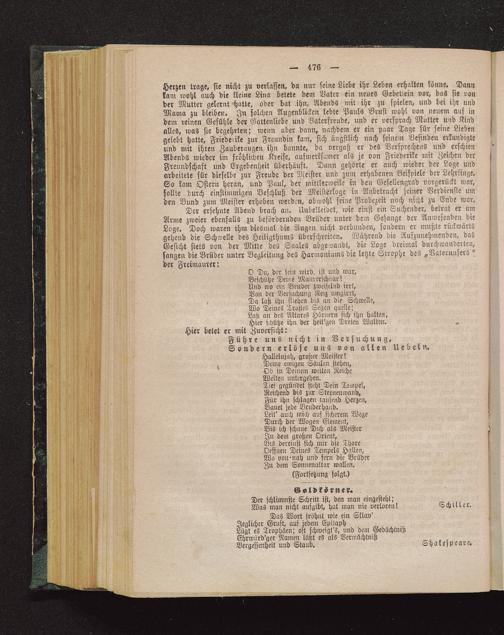 — 476 —
Herzen trage, sie nicht zu verlassen, da nur seine Liebe ihr Leben erhalten könne. Dann
kam wohl auch die kleine Lina betete dem Vater ein neues Gebetlein vor, das sie von
der Mutter gelernt hatte, oder bat ihn, Abends mit ihr zu spielen, und bei ihr und
Mama zu bleiben. In solchen Augenblicken lebte Pauls Brust wohl von neuem auf in
dem reinen Gefühle der Gattenliebe und Vaterfreude, und er versprach Mutter und Kind
alles, was sie begehrten; wenn aber dann, nachdem er ein paar Tage für seine Lieben
gelebt hatte, Friederike zu Freundin kam, sich ängstlich nach seinem Befinden erkundigte
und mit ihren Zauberaugen ihn bannte, da vergaß er des Versprechens und erschien
Abends wieder im fröhlichen Kreise, aufmerksamer als je von Friederike mit Zeichen der
Freundschaft und Ergebenheit überhäuft. Dann gehörte er auch wieder der Loge und
arbeitete für dieselbe zur Freude der Meister und zum erhabenen Beispiele der Lehrlinge.
So kam Ostern heran, und Paul, der mittlerweile in den Gesellengrad vorgerückt war,
sollte durch einstimmigen Beschluß der Meisterloge in Anbetracht seiner Verdienste um
den Bund zum Meister erhoben werden, obwohl seine Probezeit noch nicht zu Ende war.
Der ersehnte Abend brach an. Unbekleidet, wie einst ein Suchender, betrat er am
Arme zweier ebenfalls zu befördernden Brüder unter dem Gesange der Anwesenden die
Loge. Doch waren ihm diesmal die Augen nicht verbunden, sondern er mußte rückwärts
gehend die Schwelle des Heiligthums überschreiten. Während die Aufzunehmenden, das
Gesicht stets von der Mitte des Saales abgewandt, die Loge dreimal durchwanderten,
sangen die Brüder unter Begleitung des Harmoniums die letzte Strophe des „Vaterunsers"
der Freimaurer:
O Du, der sein wird, ist und war,
Beschütze Deine Maurerschaar!
Und wo ein Bruder zweifelnd irrt,
Von der Versuchung Netz umgirrt,
Da laß ihn fliehen bis an die Schwelle,
Wo Deines Trostes Segen quelle;
Laß an des Altares Hörnern sich ihn halten,
Hier schütze ihn der heil'gen Dreien Walten.
Hier betet er mit Zuversicht:
Führe uns nicht in Versuchung,
Sondern erlöse uns von allen Uebeln.
Hallelujah, großer Meister!
Deine ewigen Säulen stehen,
Ob in Deinem weiten Reiche
Welten untergehen.
Tief gegründet steht Dein Tempel,
Reichend bis zur Sternenwand,
Für ihn schlagen tausend Herzen,
Bauet jede Bruderhand.
Leit' auch mich auf sicherem Wege
Durch der Wogen Element,
Bis ich schaue Dich als Meister
In dem großen Orient,
Bis dereinst sich mir die Thore
Oeffnen Deines Tempels Hallen,
Wo von nah und fern die Brüder
Zu dem Sonnenaltar wallen.
(Fortsetzung folgt.)
Goldkörner.
Der schlimmste Schritt ist, den man eingesteht;
Was man nicht aufgibt, hat man nie verloren!
Schiller.
Das Wort fröhnt wie ein Sklav'
Jeglicher Gruft, auf jedem Epitaph
Lügt es Trophäen; oft schweigt's, und dem Gedächtniß
Ehrwürd'ger Namen läßt es als Vermächtniß
Vergessenheit und Staub.
Shakespeare.